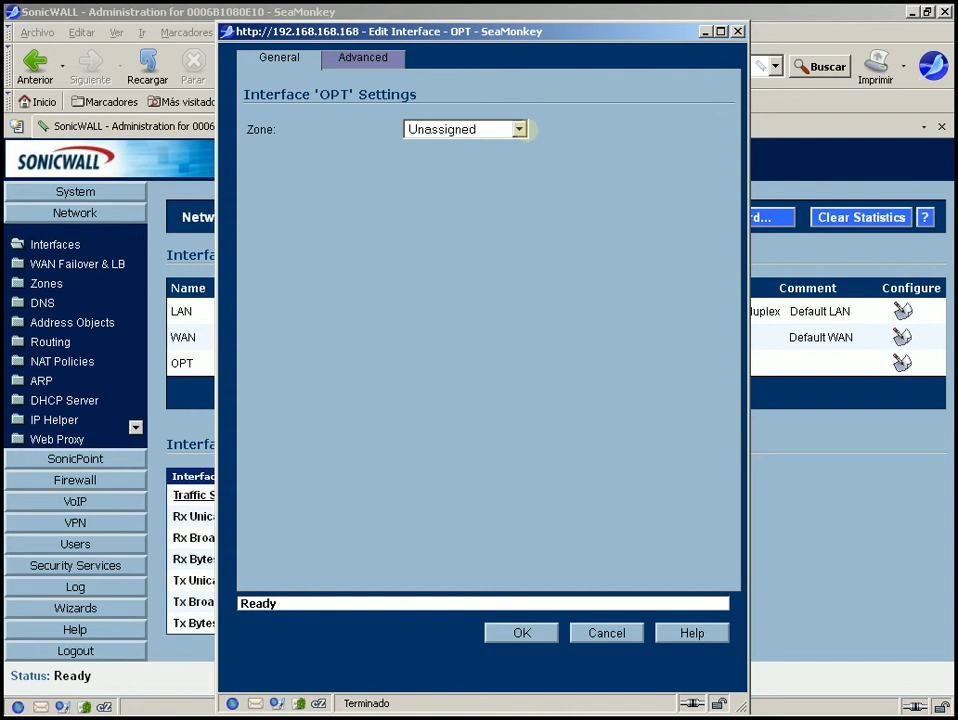 SonicWALL - Administration for 0006B1080E10 - SeaMonkey
Archivo Editar Ver Ir Marcadores
http://192.168.168.168 - Edit Interface - OPT - SeaMonkey
Anterior Siguiente Recargar Parar
Buscar Imprimir
Inicio Marcadores Más visitado
SonicWALL - Administration for 0006
SONICWALL
General Advanced
Interface 'OPT' Settings
Zone: Unassigned
System
Network
Interfaces
WAN Failover & LB
Zones
DNS
Address Objects
Routing
NAT Policies
ARP
DHCP Server
IP Helper
Web Proxy
SonicPoint
Firewall
VoIP
VPN
Users
Security Services
Log
Wizards
Help
Logout
Status: Ready
Netw
d... Clear Statistics ?
Interfa
Name Comment Configure
LAN uplex Default LAN
WAN Default WAN
OPT
Interfa
Interfac
Traffic S
Rx Unic
Rx Broa
Rx Byte
Tx Unic
Tx Broa
Tx Byte
Ready
OK Cancel Help
Terminado